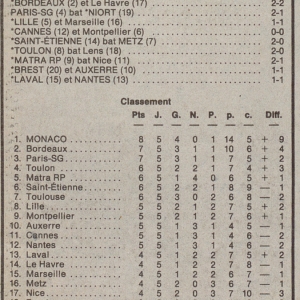 *BORDEAUX (2) et Le Havre (17) 2-2
PARIS-SG (4) bat *NIORT (19) 2-1
*LILLE (5) et Marseille (16) 1-1
*CANNES (12) et Montpellier (6) 0-0
*SAINT-ÉTIENNE (14) bat METZ (7) 2-0
*TOULON (8) bat Lens (18) 2-0
*MATRA RP (9) bat Nice (11) 2-1
*BREST (20) et AUXERRE (10) 1-1
*LAVAL (15) et NANTES (13) 1-1
Classement
Pts J. G. N. P. p. c. Diff.
1. MONACO 8 5 4 0 1 14 5 + 9
2. Bordeaux 7 5 3 1 1 10 6 + 4
3. Paris-SG 7 5 3 1 1 7 5 + 2
4. Toulon 6 5 2 2 1 7 4 + 3
5. Matra RP 6 5 1 4 0 6 5 + 1
6. Saint-Étienne 6 5 2 2 1 8 9 — 1
7. Toulouse 6 5 3 0 2 6 8 — 2
8. Lille 5 5 2 1 2 7 5 + 2
9. Montpellier 5 5 2 1 2 7 6 + 1
10. Auxerre 5 5 1 3 1 4 5 — 1
11. Cannes 5 5 1 3 1 4 6 — 2
12. Nantes 5 5 1 3 1 4 6 — 2
13. Laval 4 5 1 2 2 7 5 + 2
14. Le Havre 4 5 1 2 2 8 9 — 1
15. Marseille 4 5 1 2 2 6 7 — 1
16. Metz 4 5 2 0 3 6 7 — 1
17. Nice 4 5 2 0 3 7 10 — 3